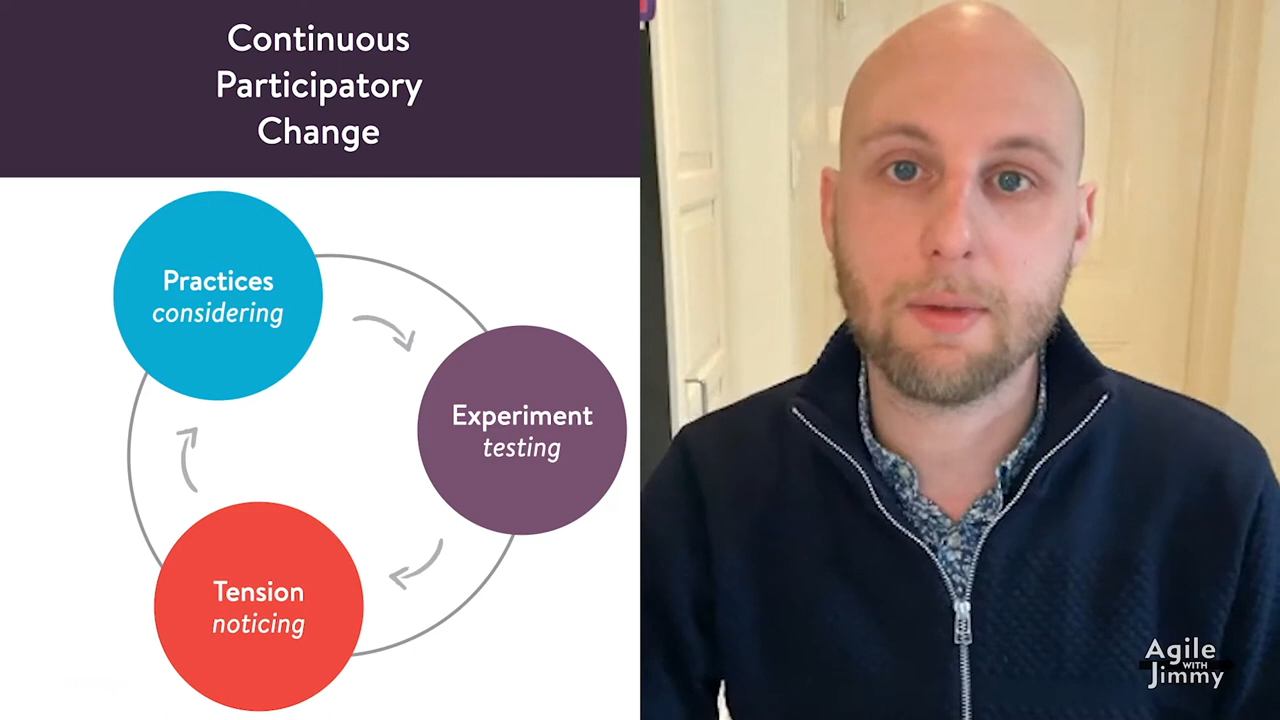 Continuous
Participatory
Change
Practices
considering
Experiment
testing
Tension
noticing
Agile
WITH
Jimmy